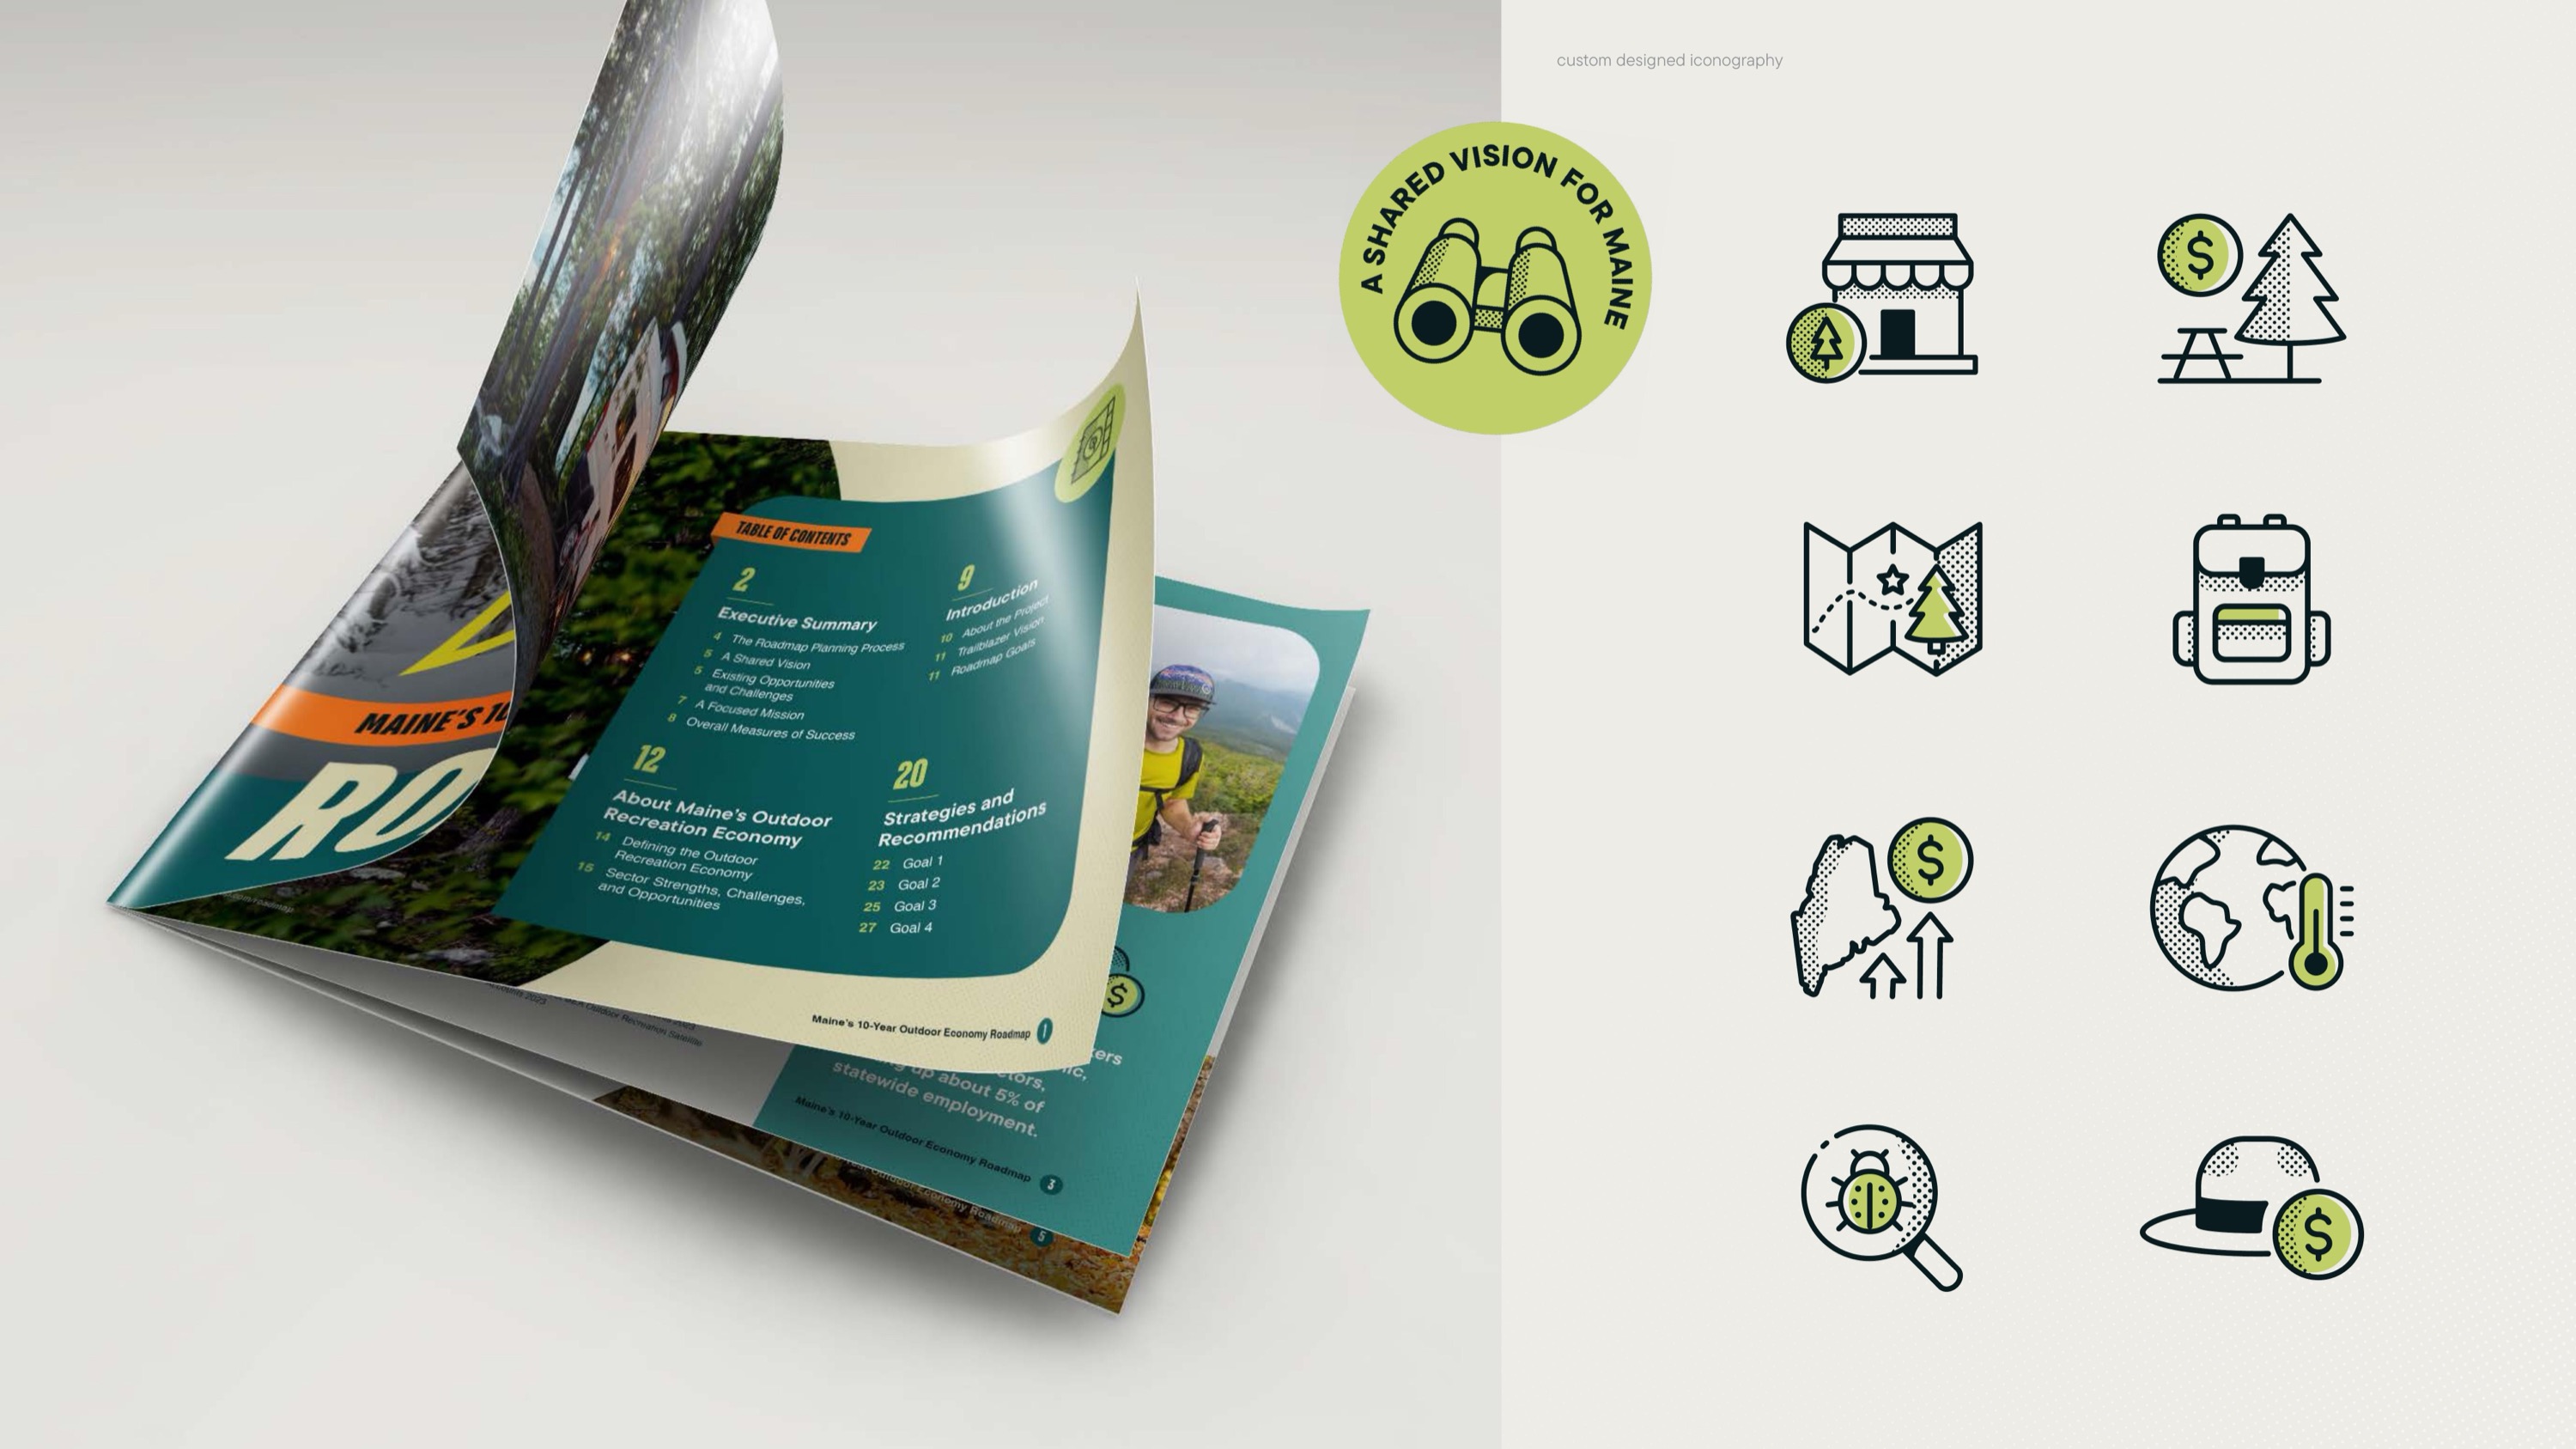 custom designed iconography
A SHARED VISION FOR MAINE
TABLE OF CONTENTS
2
Executive Summary
4 The Roadmap Planning Process
5 A Shared Vision
5 Existing Opportunities
and Challenges
7 A Focused Mission
8 Overall Measures of Success
9
Introduction
10 About the Project
11 Trailblazer Vision
11 Roadmap Goals
12
About Maine's Outdoor
Recreation Economy
14 Defining the Outdoor
Recreation Economy
15 Sector Strengths, Challenges,
and Opportunities
20
Strategies and
Recommendations
22 Goal 1
23 Goal 2
25 Goal 3
27 Goal 4
Maine's 10-Year Outdoor Economy Roadmap 1
MAINE'S 10
RO
up about 5% of
statewide employment.
Maine's 10-Year Outdoor Economy Roadmap 3
Outdoor Economy Roadmap 5
$
$
$
$